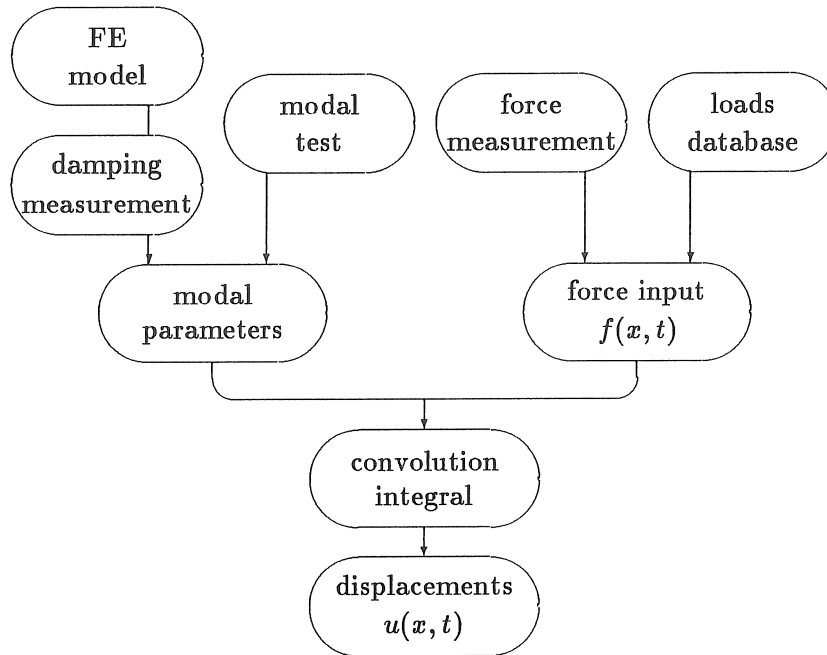 FE
model
modal
test
force
measurement
loads
database
damping
measurement
modal
parameters
force input
f(x, t)
convolution
integral
displacements
u(x, t)